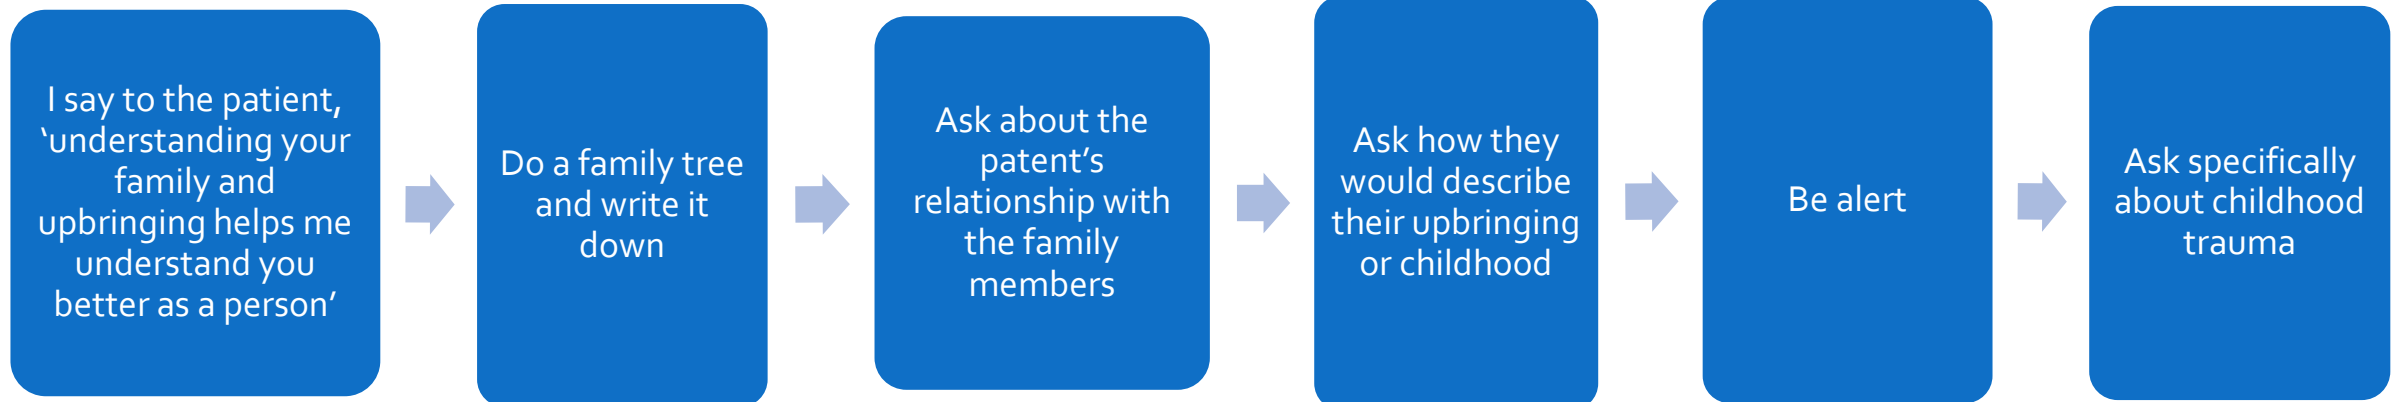 I say to the patient,
‘understanding your
family and
upbringing helps me
understand you
better as a person’
Do a family tree
and write it
down
Ask about the
patent’s
relationship with
the family
members
Ask how they
would describe
their upbringing
or childhood
Be alert
Ask specifically
about childhood
trauma